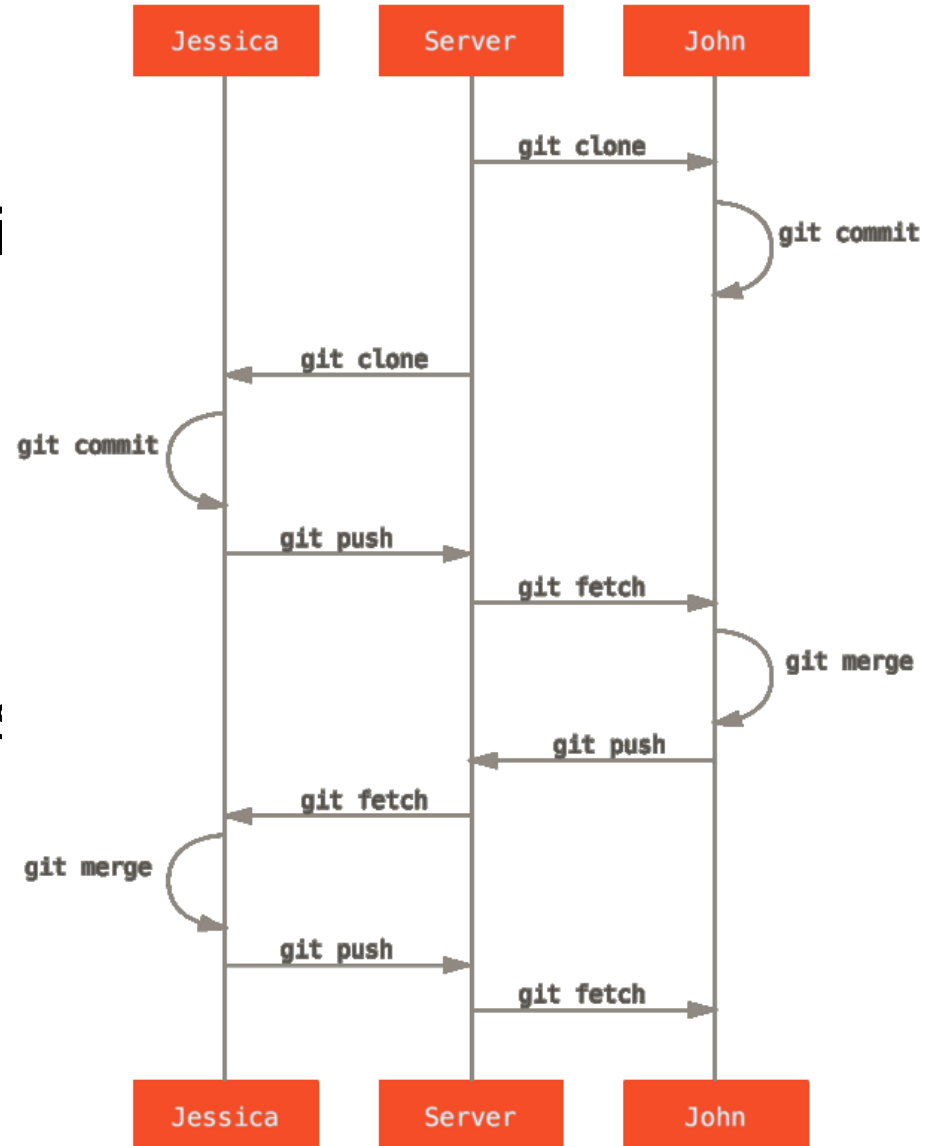 Jessica Server John
git clone
git commit
git clone
git commit
git push
git fetch
git merge
git push
git fetch
git merge
git push
git fetch
Jessica Server John